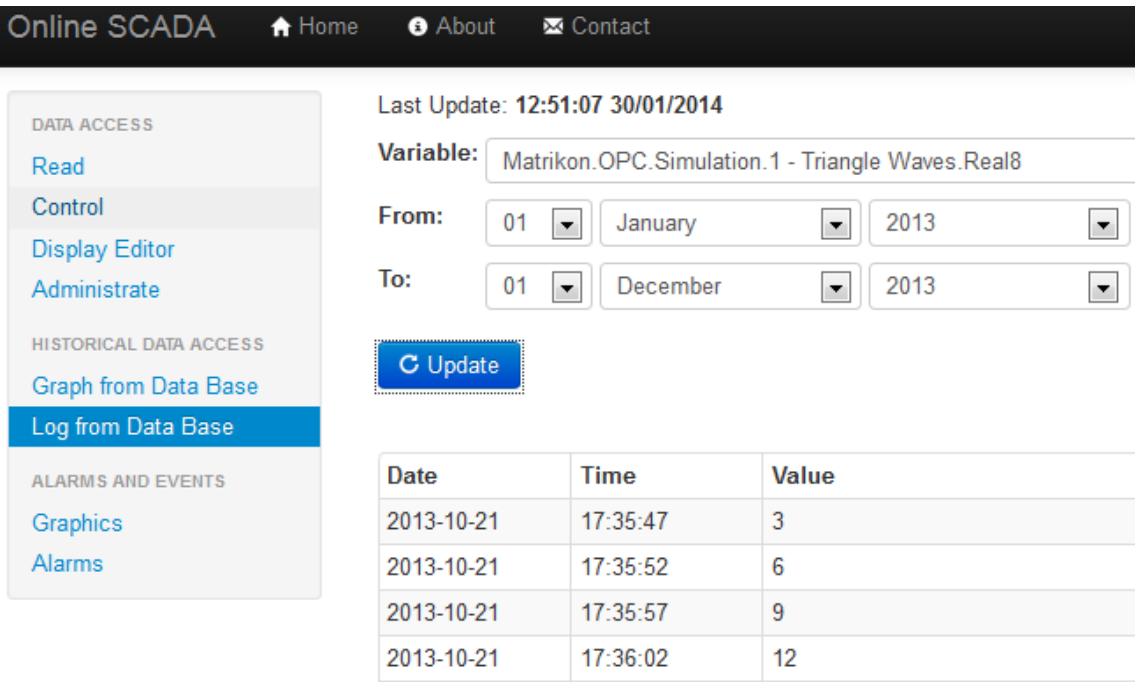 Online SCADA Home About Contact
DATA ACCESS
Read
Control
Display Editor
Administrate
HISTORICAL DATA ACCESS
Graph from Data Base
Log from Data Base
ALARMS AND EVENTS
Graphics
Alarms
Last Update: 12:51:07 30/01/2014
Variable: Matrikon.OPC.Simulation.1 - Triangle Waves.Real8
From: 01 January 2013
To: 01 December 2013
Update
Date Time Value
2013-10-21 17:35:47 3
2013-10-21 17:35:52 6
2013-10-21 17:35:57 9
2013-10-21 17:36:02 12